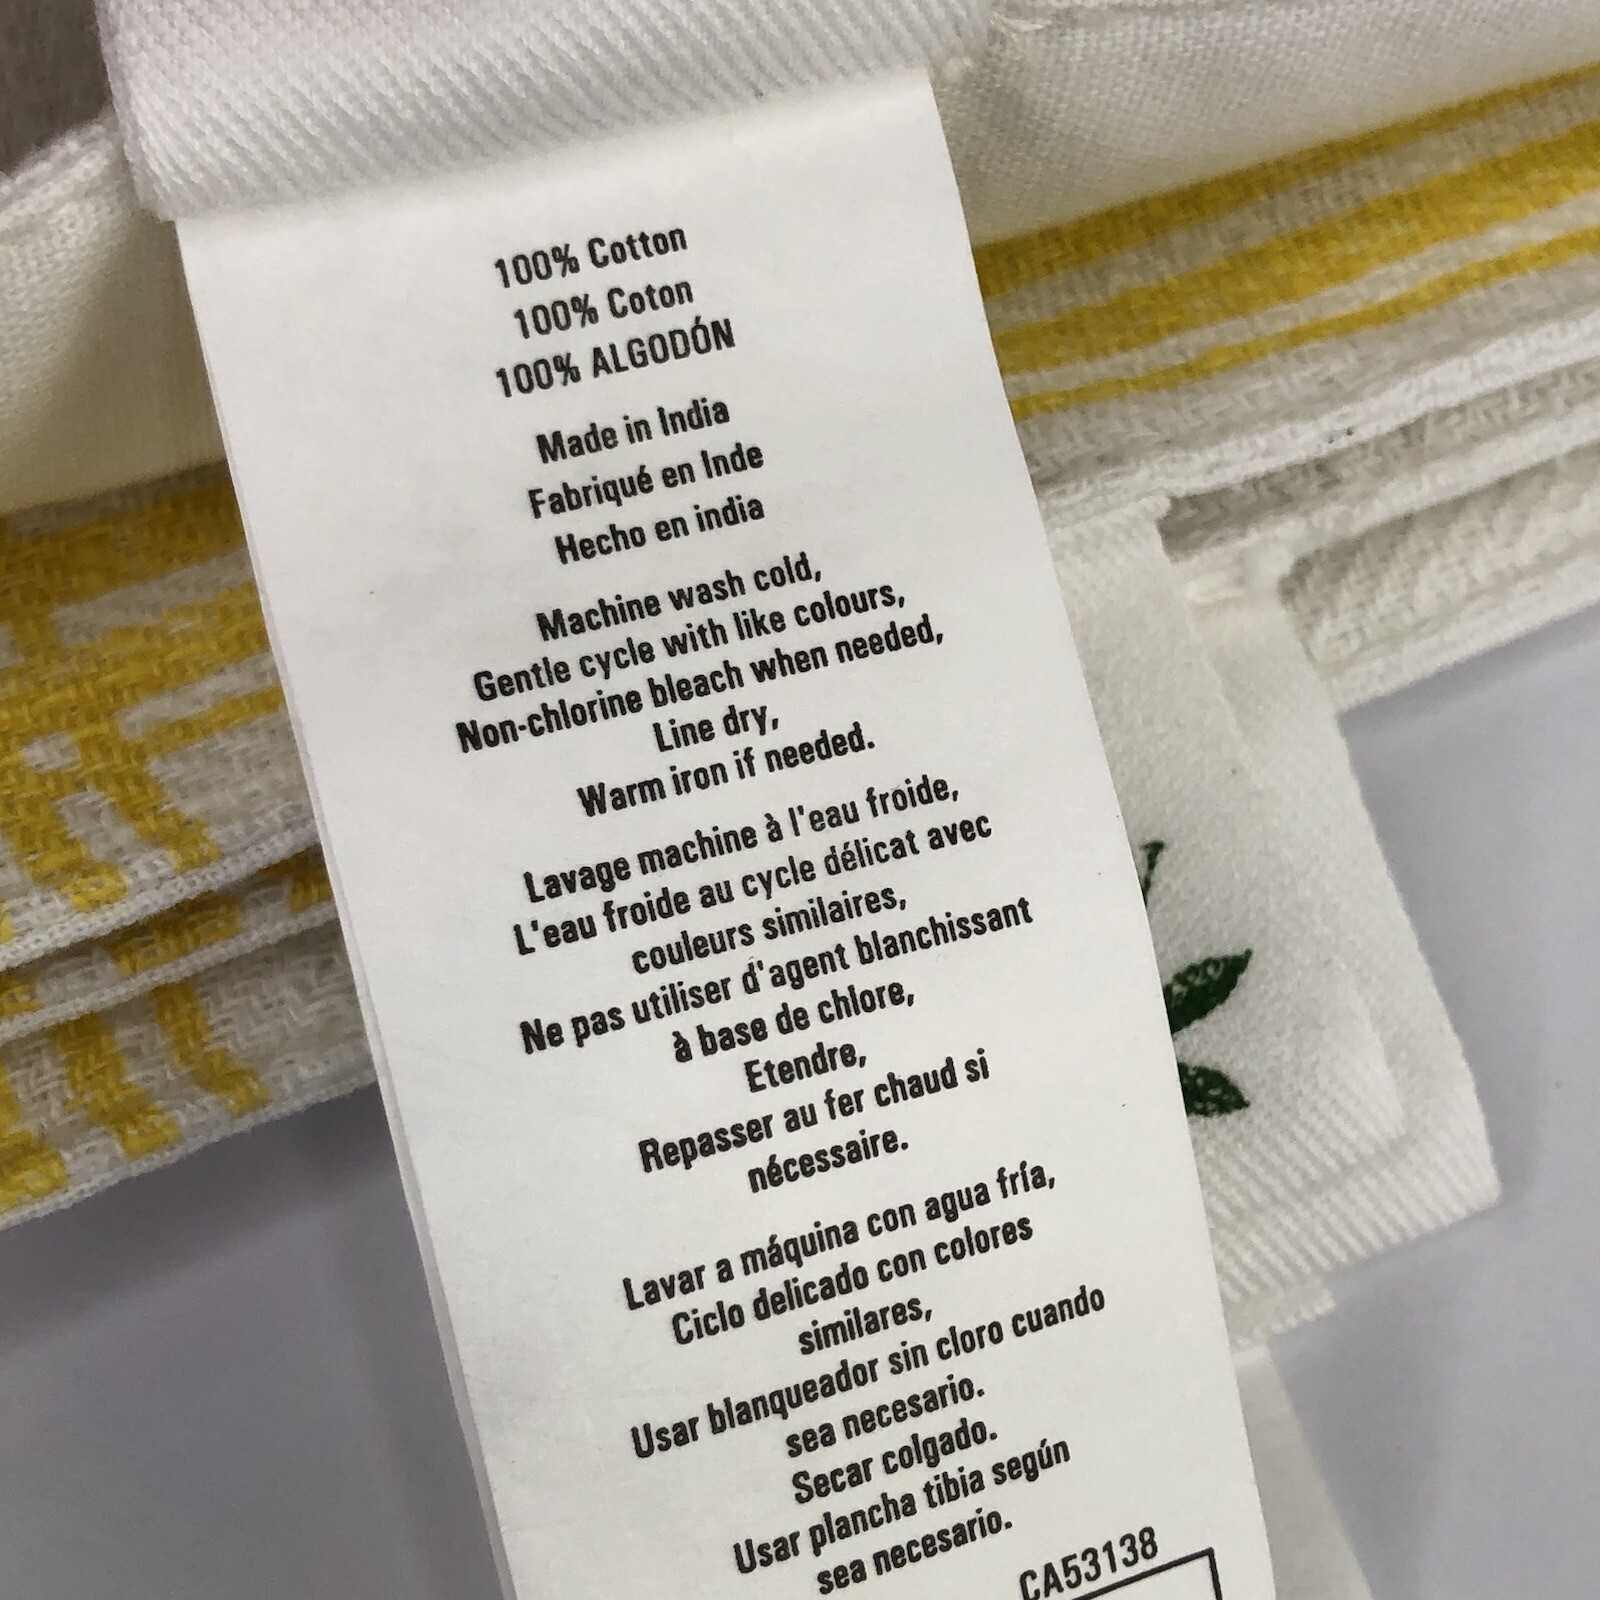 100% Cotton
100% Coton
100% ALGODÓN
Made in India
Fabriqué en Inde
Hecho en india
Machine wash cold,
Gentle cycle with like colours,
Non-chlorine bleach when needed,
Line dry,
Warm iron if needed.
Lavage machine à l'eau froide,
L'eau froide au cycle délicat avec
couleurs similaires,
Ne pas utiliser d'agent blanchissant
à base de chlore,
Etendre,
Repasser au fer chaud si
nécessaire.
Lavar a máquina con agua fría,
Ciclo delicado con colores
similares,
Usar blanqueador sin cloro cuando
sea necesario.
Secar colgado.
Usar plancha tibia según
sea necesario.
CA53138